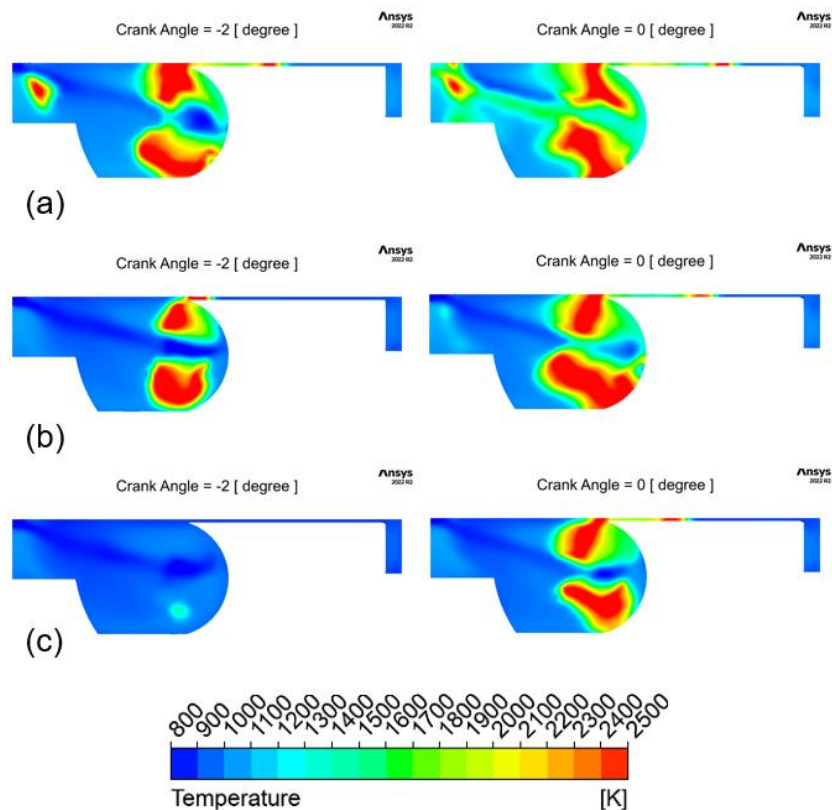 Ansys
2022 R2
Crank Angle = -2 [ degree ]
Ansys
2022 R2
Crank Angle = 0 [ degree ]
(a)
Ansys
2022 R2
Crank Angle = -2 [ degree ]
Ansys
2022 R2
Crank Angle = 0 [ degree ]
(b)
Ansys
2022 R2
Crank Angle = -2 [ degree ]
Ansys
2022 R2
Crank Angle = 0 [ degree ]
(c)
800 900 1000 1100 1200 1300 1400 1500 1600 1700 1800 1900 2000 2100 2200 2300 2400 2500
Temperature [K]